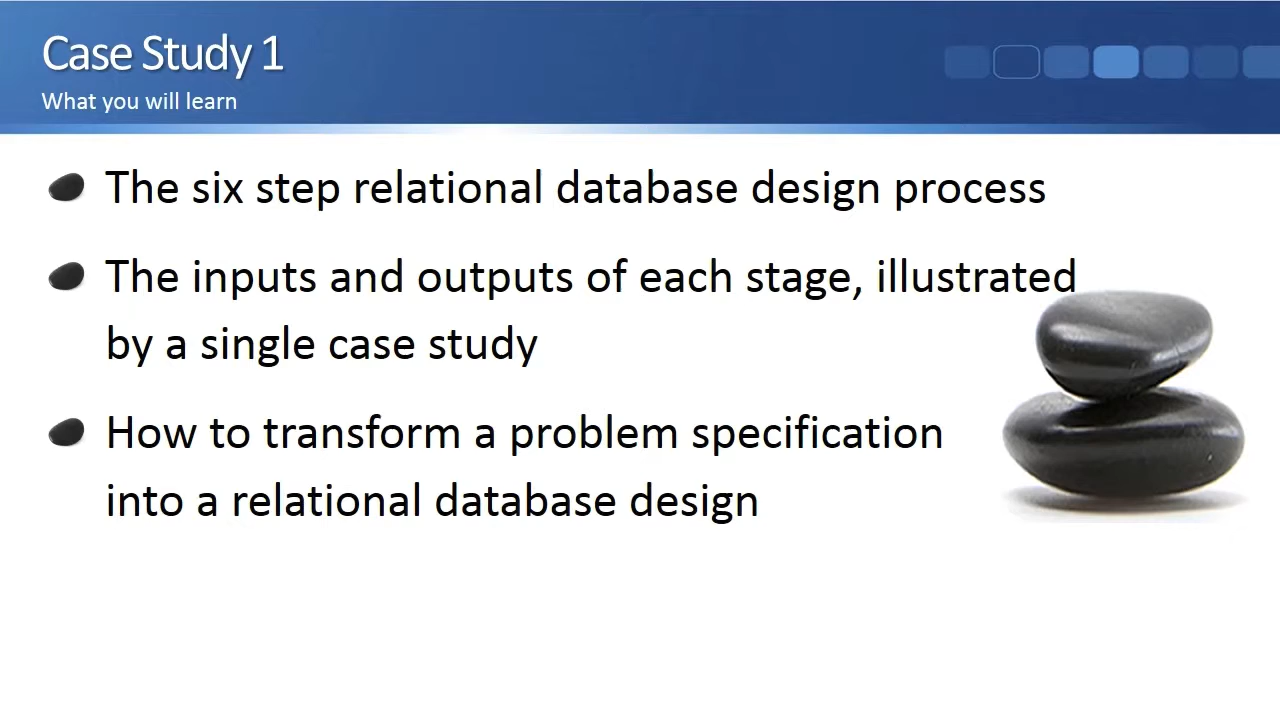 Case Study 1
What you will learn
The six step relational database design process
The inputs and outputs of each stage, illustrated
by a single case study
How to transform a problem specification
into a relational database design